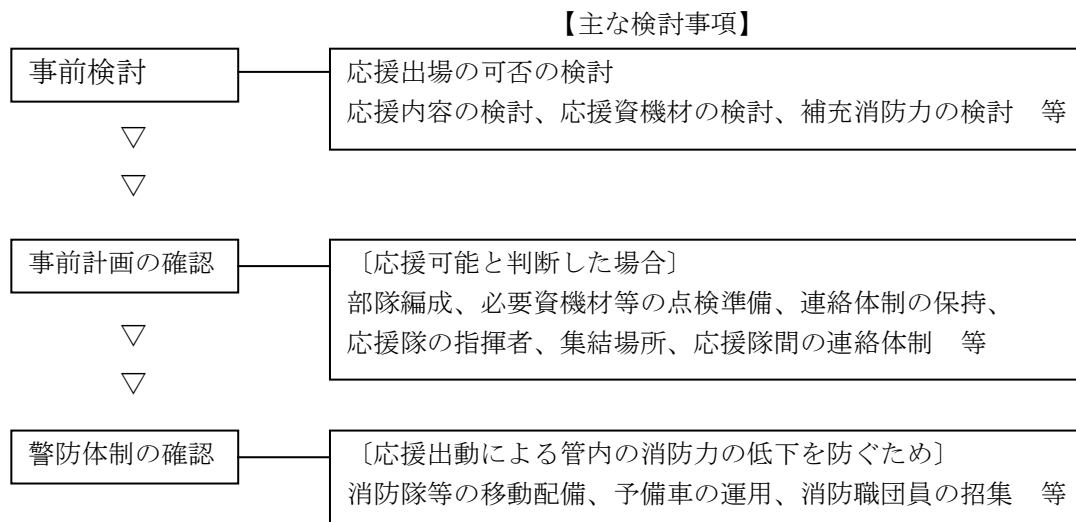 【主な検討事項】
事前検討
応援出場の可否の検討
応援内容の検討、応援資機材の検討、補充消防力の検討　等
▽
▽
事前計画の確認
〔応援可能と判断した場合〕
部隊編成、必要資機材等の点検準備、連絡体制の保持、
応援隊の指揮者、集結場所、応援隊間の連絡体制　等
▽
▽
警防体制の確認
〔応援出動による管内の消防力の低下を防ぐため〕
消防隊等の移動配備、予備車の運用、消防職団員の招集　等